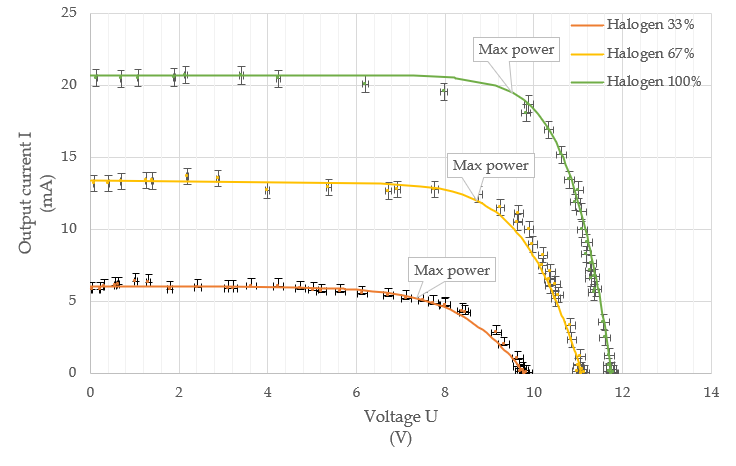 25
20
15
10
5
0
0 2 4 6 8 10 12 14
Output current I
(mA)
Voltage U
(V)
Halogen 33%
Halogen 67%
Halogen 100%
Max power
Max power
Max power